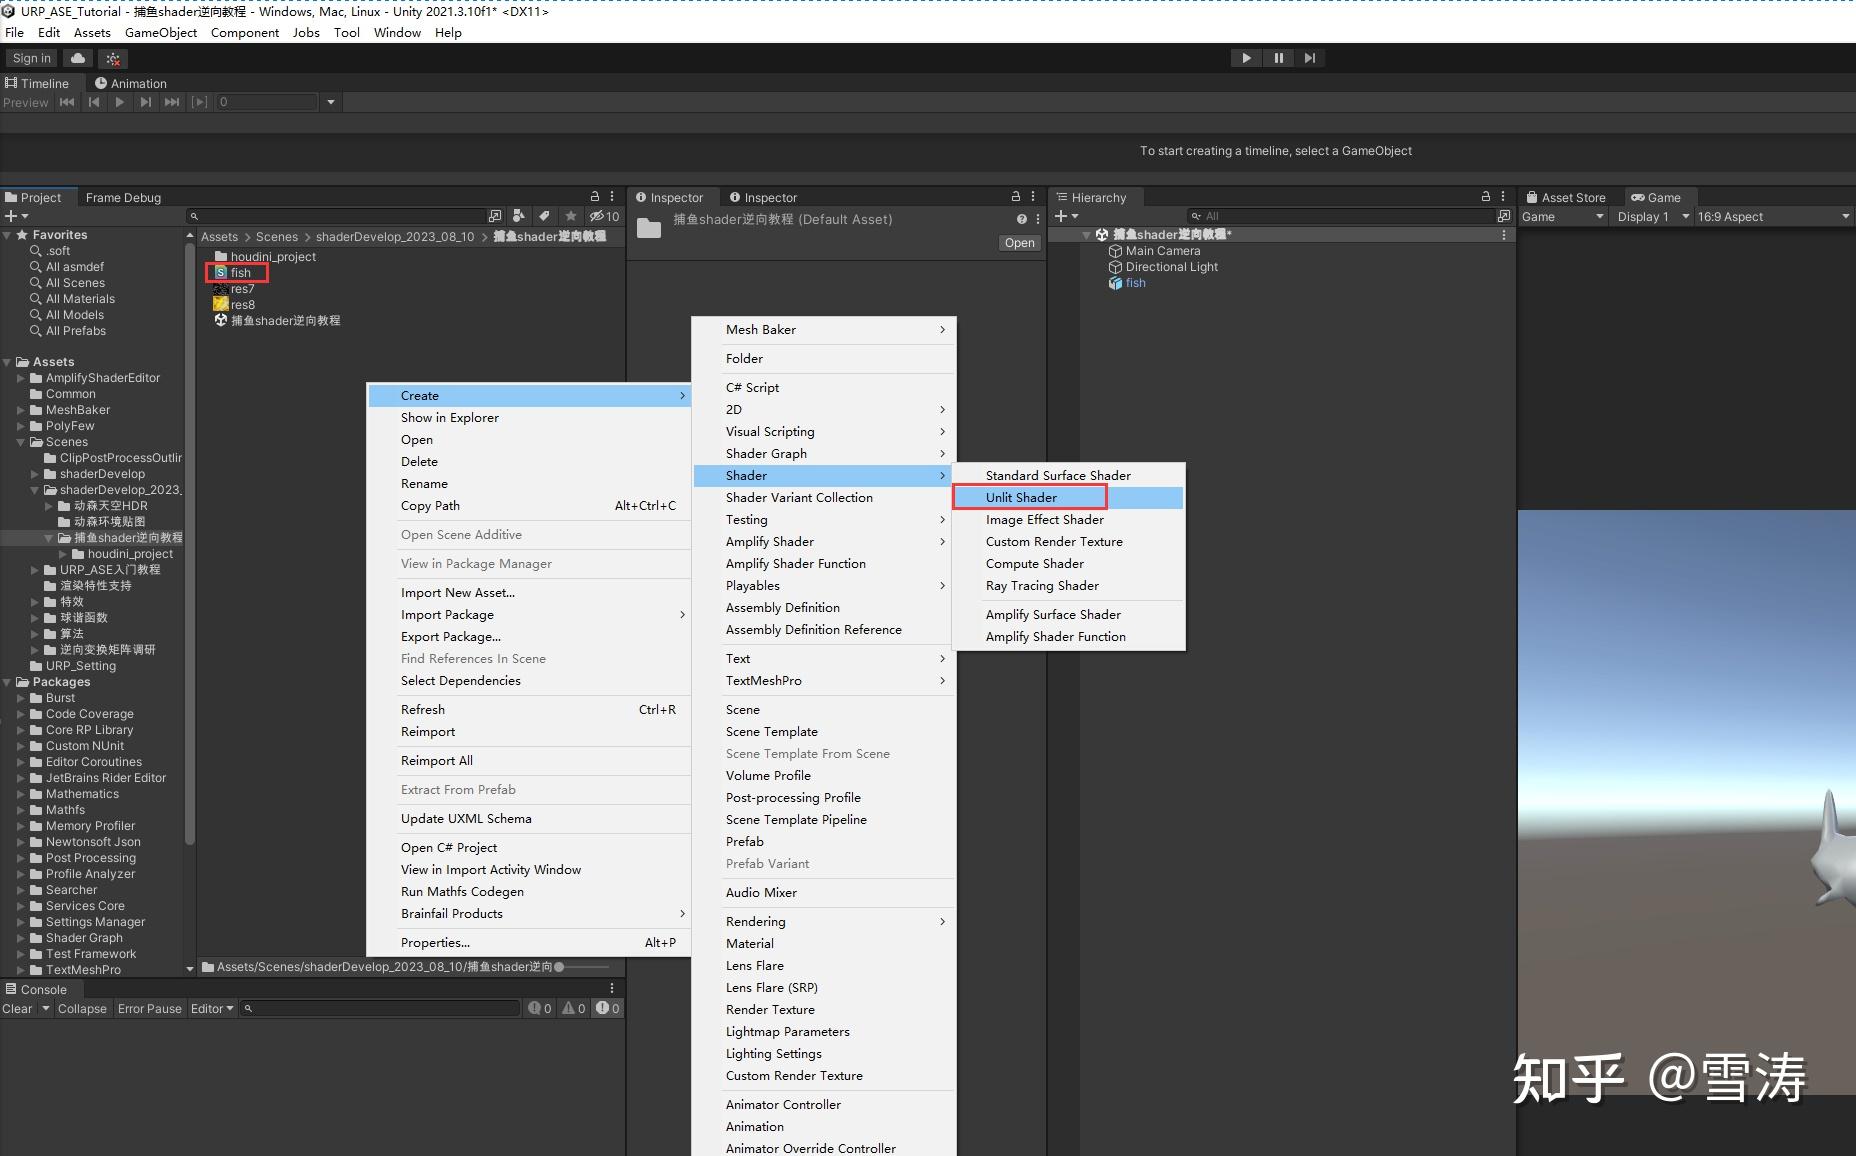 URP_ASE_Tutorial - 捕鱼shader逆向教程 - Windows, Mac, Linux - Unity 2021.3.10f1* <DX11>
File Edit Assets GameObject Component Jobs Tool Window Help
Sign in
Timeline Animation
Preview 0
To start creating a timeline, select a GameObject
Project Frame Debug
10
Favorites
.soft
All asmdef
All Scenes
All Materials
All Models
All Prefabs
Assets
AmplifyShaderEditor
Common
MeshBaker
PolyFew
Scenes
ClipPostProcessOutlir
shaderDevelop
shaderDevelop_2023_
动森天空HDR
动森环境贴图
捕鱼shader逆向教程
houdini_project
URP_ASE入门教程
渲染特性支持
特效
球谐函数
算法
逆向变换矩阵调研
URP_Setting
Packages
Burst
Code Coverage
Core RP Library
Custom NUnit
Editor Coroutines
JetBrains Rider Editor
Mathematics
Mathfs
Memory Profiler
Newtonsoft Json
Post Processing
Profile Analyzer
Searcher
Services Core
Settings Manager
Shader Graph
Test Framework
TextMeshPro
Assets > Scenes > shaderDevelop_2023_08_10 > 捕鱼shader逆向教程
houdini_project
fish
res7
res8
捕鱼shader逆向教程
Assets/Scenes/shaderDevelop_2023_08_10/捕鱼shader逆向
Console
Clear Collapse Error Pause Editor 0 0 0
Inspector Inspector
捕鱼shader逆向教程 (Default Asset)
Open
Hierarchy
All
捕鱼shader逆向教程*
Main Camera
Directional Light
fish
Asset Store Game
Game Display 1 16:9 Aspect
Create
Show in Explorer
Open
Delete
Rename
Copy Path Alt+Ctrl+C
Open Scene Additive
View in Package Manager
Import New Asset...
Import Package
Export Package...
Find References In Scene
Select Dependencies
Refresh Ctrl+R
Reimport
Reimport All
Extract From Prefab
Update UXML Schema
Open C# Project
View in Import Activity Window
Run Mathfs Codegen
Brainfail Products
Properties... Alt+P
Mesh Baker
Folder
C# Script
2D
Visual Scripting
Shader Graph
Shader
Shader Variant Collection
Testing
Amplify Shader
Amplify Shader Function
Playables
Assembly Definition
Assembly Definition Reference
Text
TextMeshPro
Scene
Scene Template
Scene Template From Scene
Volume Profile
Post-processing Profile
Scene Template Pipeline
Prefab
Prefab Variant
Audio Mixer
Rendering
Material
Lens Flare
Lens Flare (SRP)
Render Texture
Lightmap Parameters
Lighting Settings
Custom Render Texture
Animator Controller
Animation
Animator Override Controller
Standard Surface Shader
Unlit Shader
Image Effect Shader
Custom Render Texture
Compute Shader
Ray Tracing Shader
Amplify Surface Shader
Amplify Shader Function
知乎 @雪涛